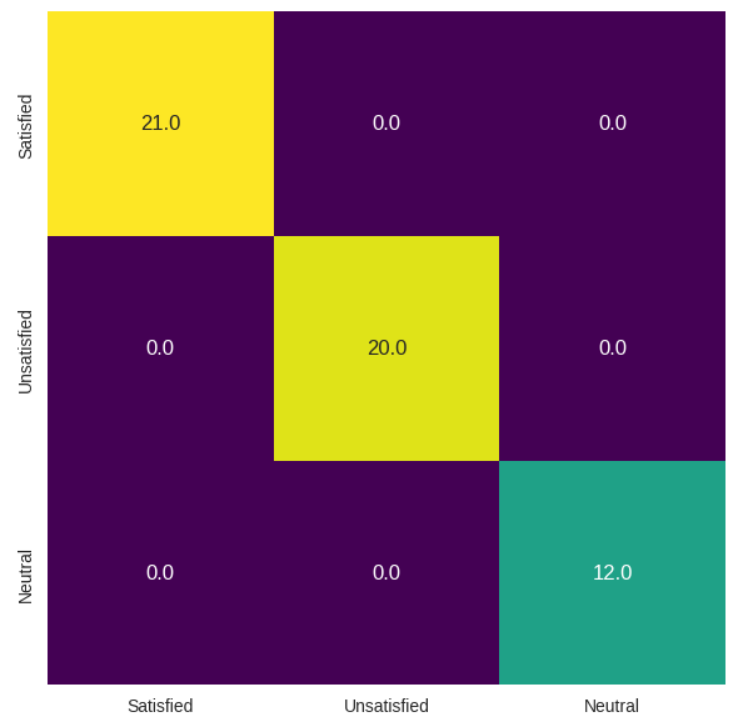 Satisfied
21.0 0.0 0.0
Unsatisfied
0.0 20.0 0.0
Neutral
0.0 0.0 12.0
Satisfied Unsatisfied Neutral